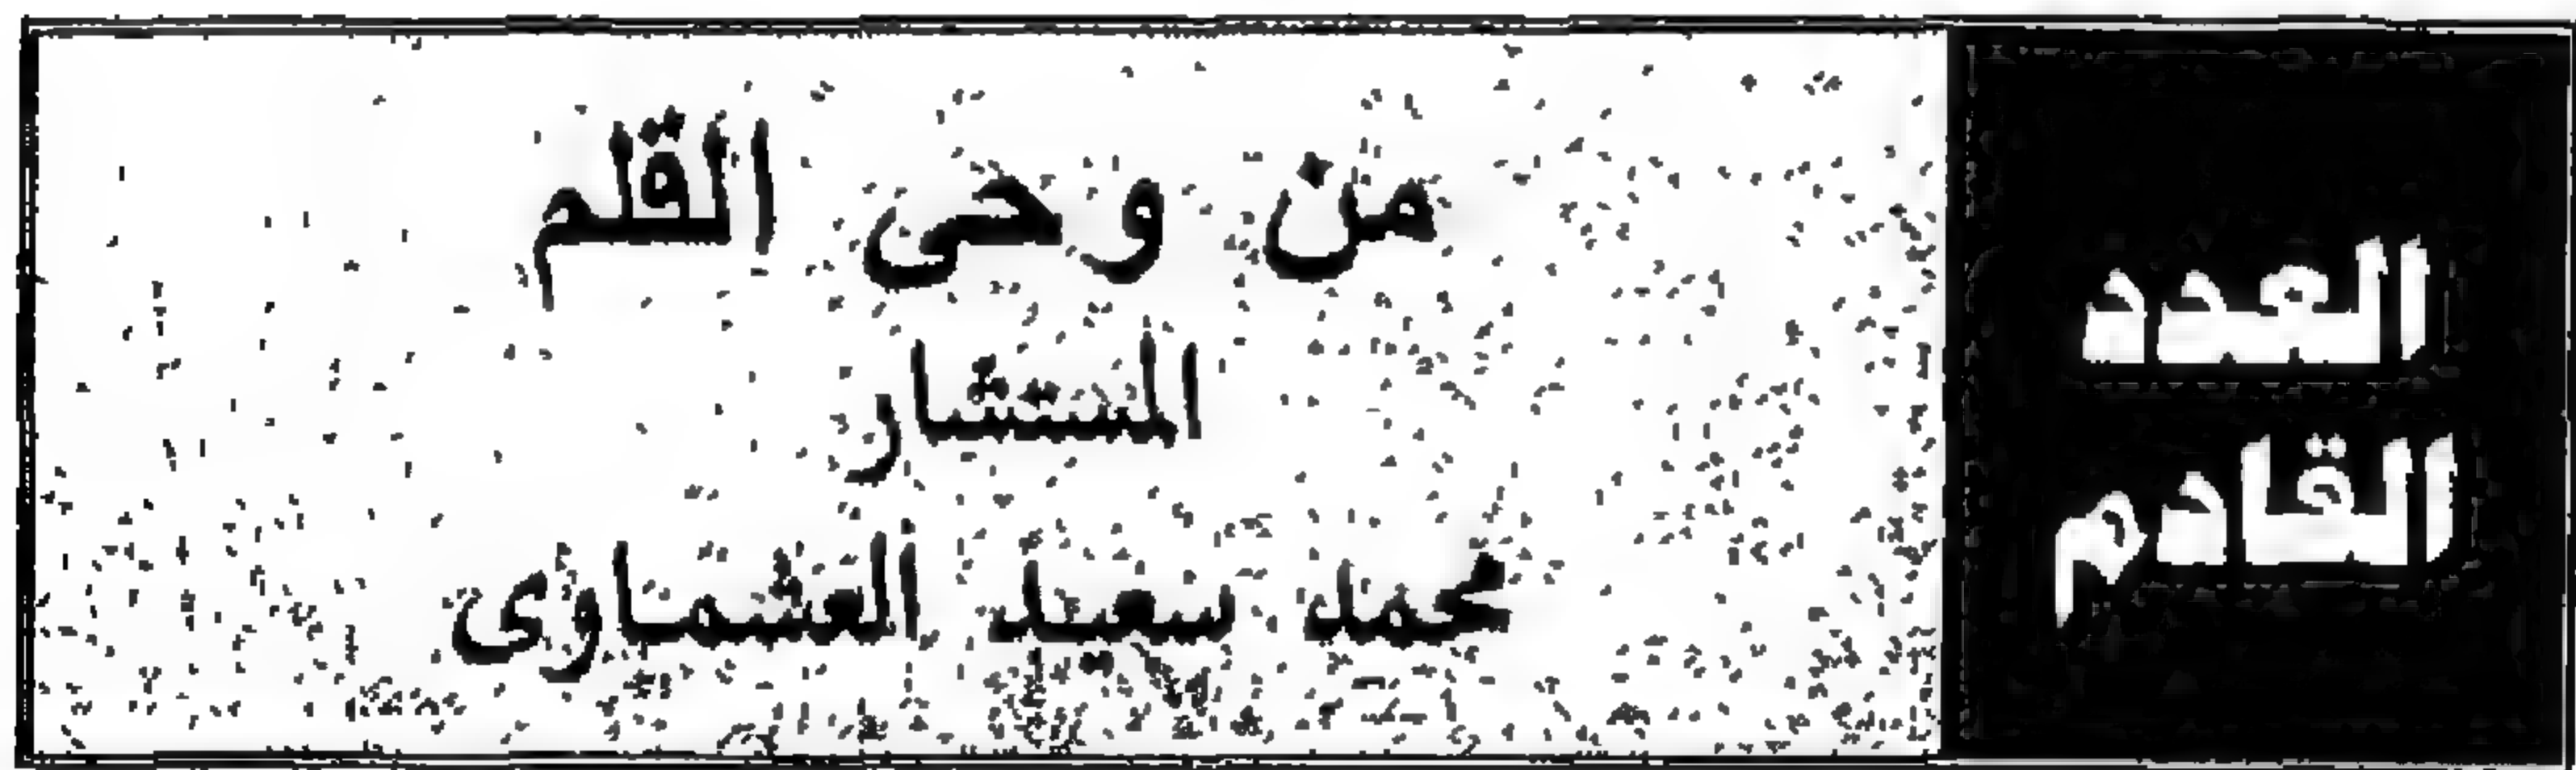 العدد
القادم
من وحى القلم
المستشار
محمد سعيد العشماوى